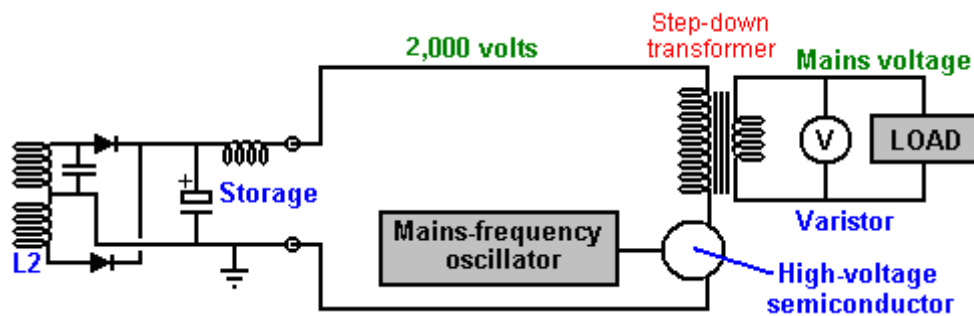 Step-down
transformer
2,000 volts
Mains voltage
+
V
LOAD
Storage
Varistor
Mains-frequency
oscillator
L2
High-voltage
semiconductor